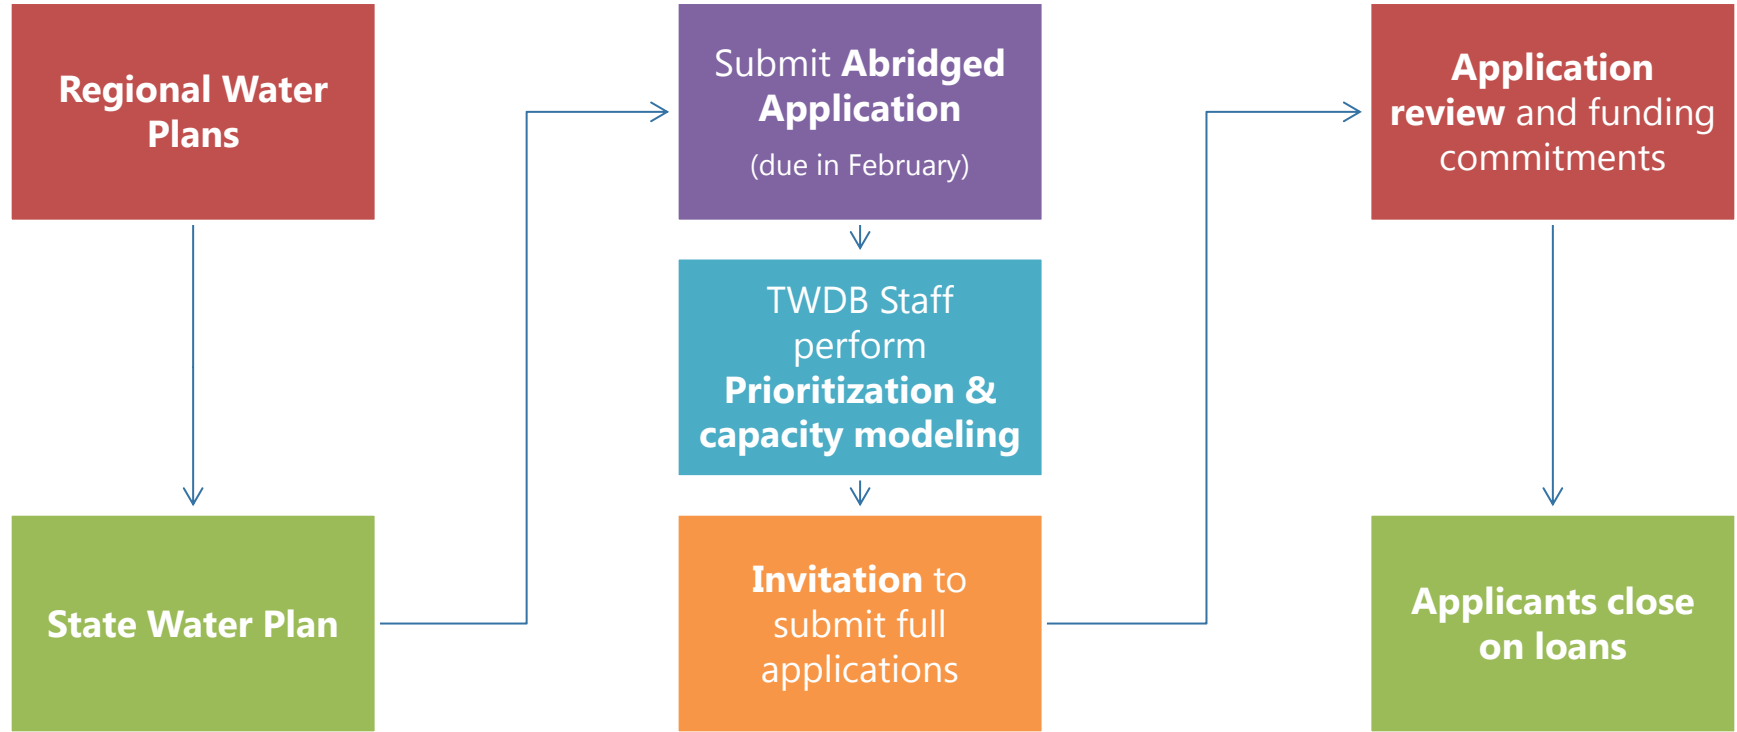 Regional Water
Plans
State Water Plan
Submit Abridged
Application
(due in February)
TWDB Staff
perform
Prioritization &
capacity modeling
Invitation to
submit full
applications
Application
review and funding
commitments
Applicants close
on loans